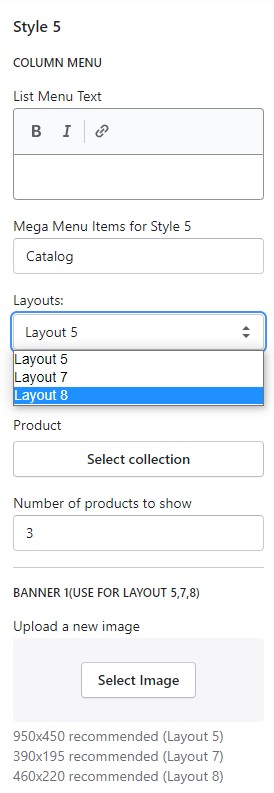 Style 5
COLUMN MENU
List Menu Text
B I
Mega Menu Items for Style 5
Catalog
Layouts:
Layout 5
Layout 5
Layout 7
Layout 8
Product
Select collection
Number of products to show
3
BANNER 1(USE FOR LAYOUT 5,7,8)
Upload a new image
Select Image
950x450 recommended (Layout 5)
390x195 recommended (Layout 7)
460x220 recommended (Layout 8)